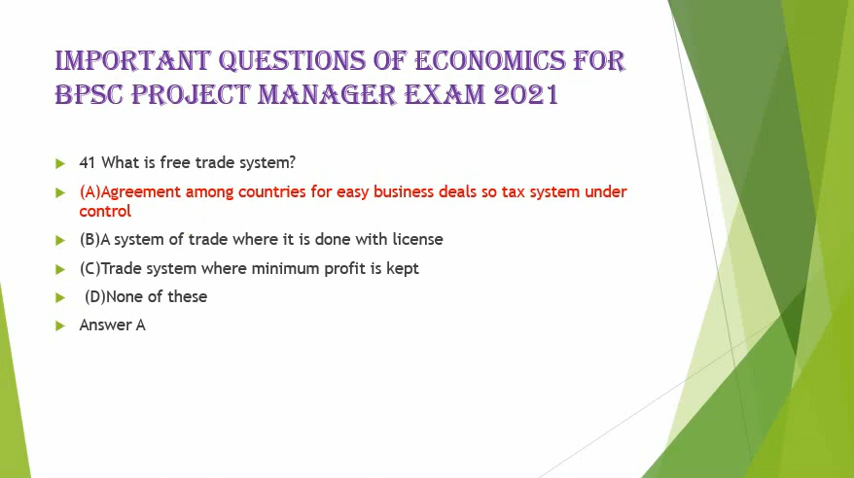 IMPORTANT QUESTIONS OF ECONOMICS FOR
BPSC PROJECT MANAGER EXAM 2021
41 What is free trade system?
(A)Agreement among countries for easy business deals so tax system under
control
(B)A system of trade where it is done with license
(C)Trade system where minimum profit is kept
(D)None of these
Answer A